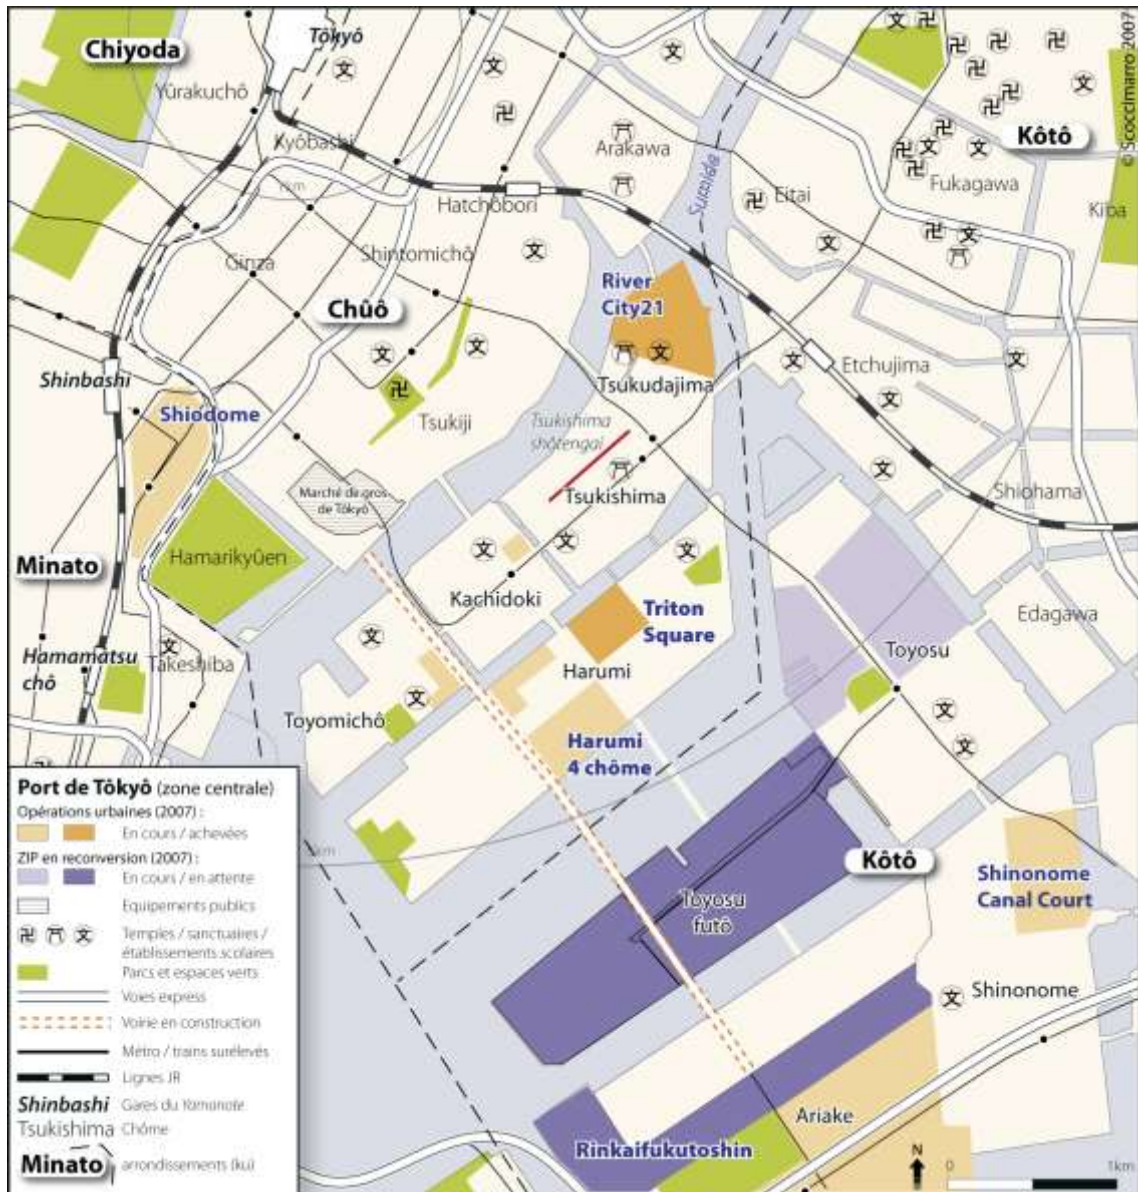 Chiyoda
Tôkyô
Yûrakuchô
Kyôbashi
Arakawa
Kôtô
© Scoccimarro 2007
Fukagawa
Hatchôbori
Sumida
Eitai
Kiba
Ginza
Shintomichô
River
City21
Chûô
Shinbashi
Etchujima
Tsukudajima
Shiodome
Tsukiji
Tsukishima
shôtengai
Marché de gros
de Tôkyô
Tsukishima
Shiohama
Minato
Hamarikyûen
Kachidoki
Triton
Square
Edagawa
Hamamatsu
chô
Takeshiba
Harumi
Toyosu
Toyomichô
Harumi
4 chôme
Kôtô
Shinonome
Canal Court
Toyosu
futô
Shinonome
Ariake
Rinkaifukutoshin
N
0
1km
Port de Tôkyô (zone centrale)
Opérations urbaines (2007) :
En cours / achevées
ZIP en reconversion (2007) :
En cours / en attente
Equipements publics
卍 文 Temples / sanctuaires /
établissements scolaires
Parcs et espaces verts
Voies express
Voirie en construction
Métro / trains surélevés
Lignes JR
Shinbashi Gares du Yamanote
Tsukishima Chôme
Minato arrondissements (ku)